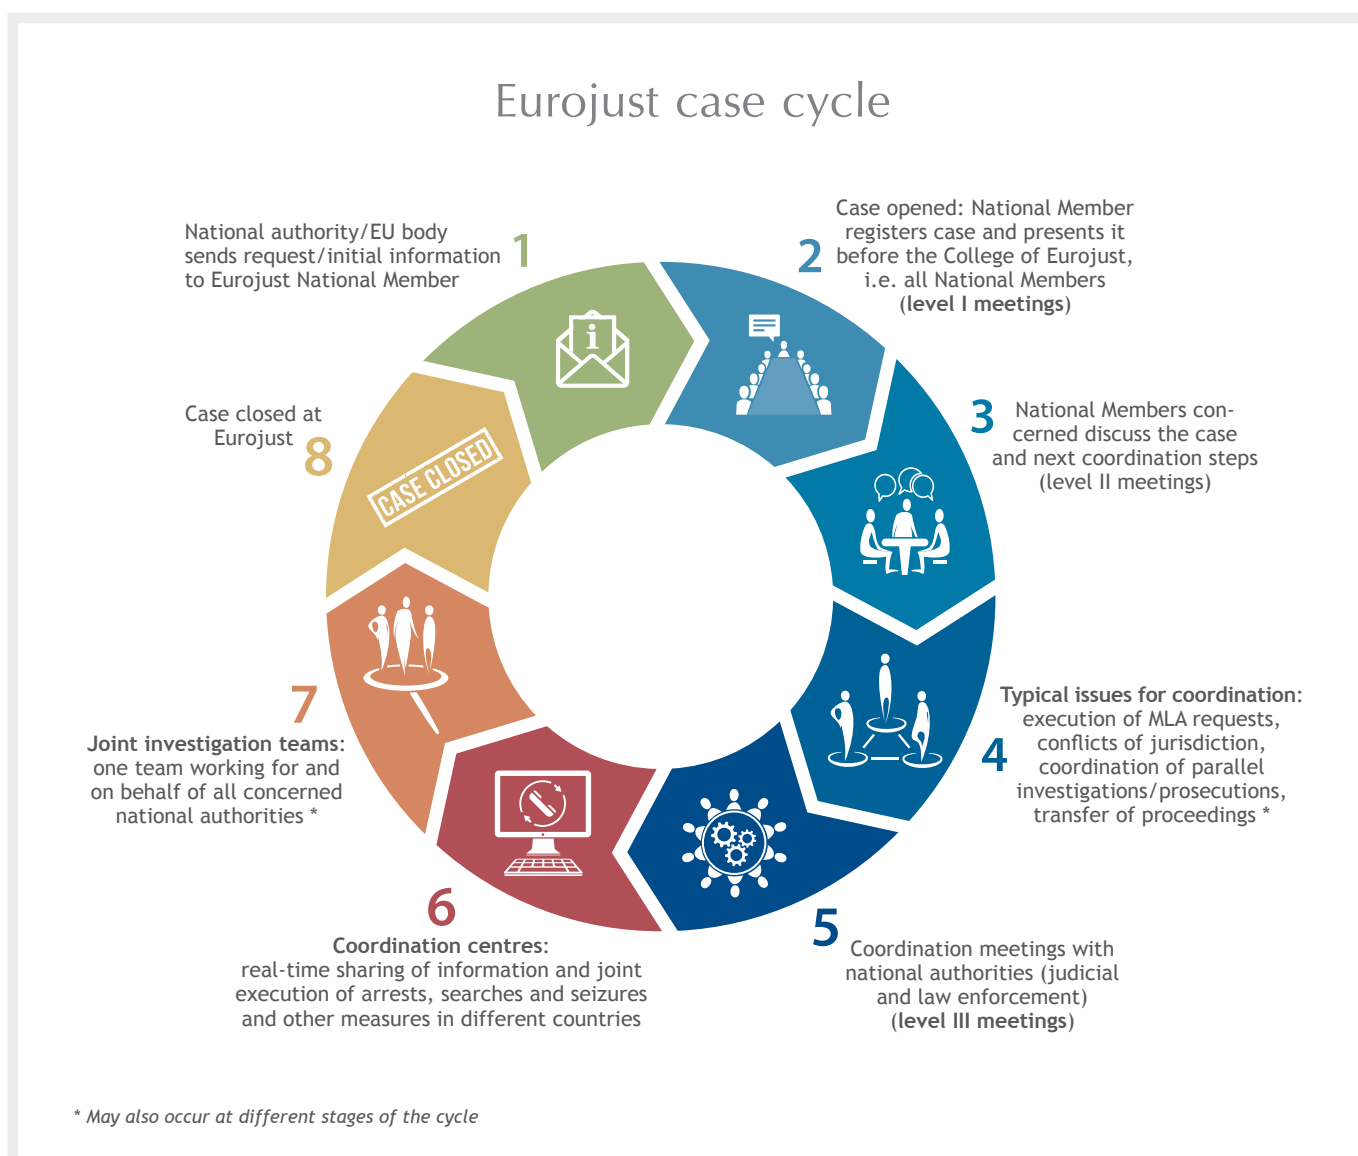 Eurojust case cycle
1
National authority/EU body
sends request/initial information
to Eurojust National Member
2
Case opened: National Member
registers case and presents it
before the College of Eurojust,
i.e. all National Members
(level I meetings)
3
National Members con-
cerned discuss the case
and next coordination steps
(level II meetings)
4
Typical issues for coordination:
execution of MLA requests,
conflicts of jurisdiction,
coordination of parallel
investigations/prosecutions,
transfer of proceedings *
5
Coordination meetings with
national authorities (judicial
and law enforcement)
(level III meetings)
6
Coordination centres:
real-time sharing of information and joint
execution of arrests, searches and seizures
and other measures in different countries
7
Joint investigation teams:
one team working for and
on behalf of all concerned
national authorities *
8
Case closed at
Eurojust
CASE CLOSED
i
* May also occur at different stages of the cycle